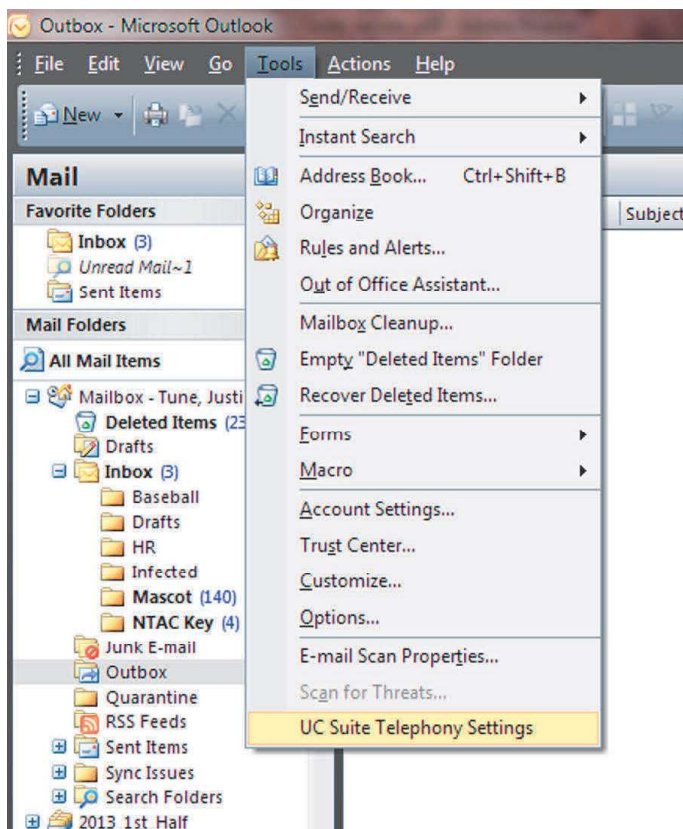 Outbox - Microsoft Outlook
File Edit View Go Tools Actions Help
New
Send/Receive
Instant Search
Address Book... Ctrl+Shift+B
Organize
Rules and Alerts...
Out of Office Assistant...
Mailbox Cleanup...
Empty "Deleted Items" Folder
Recover Deleted Items...
Forms
Macro
Account Settings...
Trust Center...
Customize...
Options...
E-mail Scan Properties...
Scan for Threats...
UC Suite Telephony Settings
Subject
Mail
Favorite Folders
Inbox (3)
Unread Mail~1
Sent Items
Mail Folders
All Mail Items
Mailbox - Tune, Justi
Deleted Items (23
Drafts
Inbox (3)
Baseball
Drafts
HR
Infected
Mascot (140)
NTAC Key (4)
Junk E-mail
Outbox
Quarantine
RSS Feeds
Sent Items
Sync Issues
Search Folders
2013_1st_Half